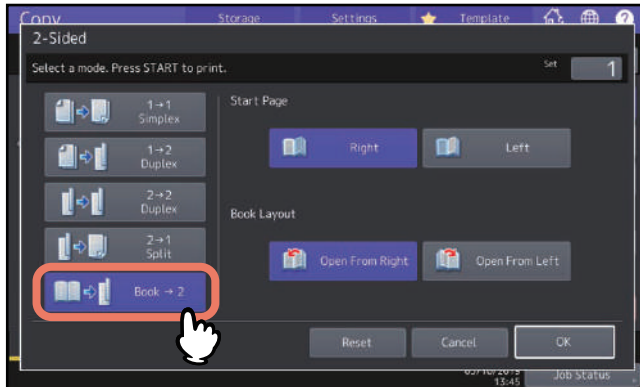 Copy Storage Settings Template
2-Sided
Select a mode. Press START to print.
Set 1
1→1
Simplex
1→2
Duplex
2→2
Duplex
2→1
Split
Book → 2
Start Page
Right Left
Book Layout
Open From Right Open From Left
Reset Cancel OK
13:45 Job Status